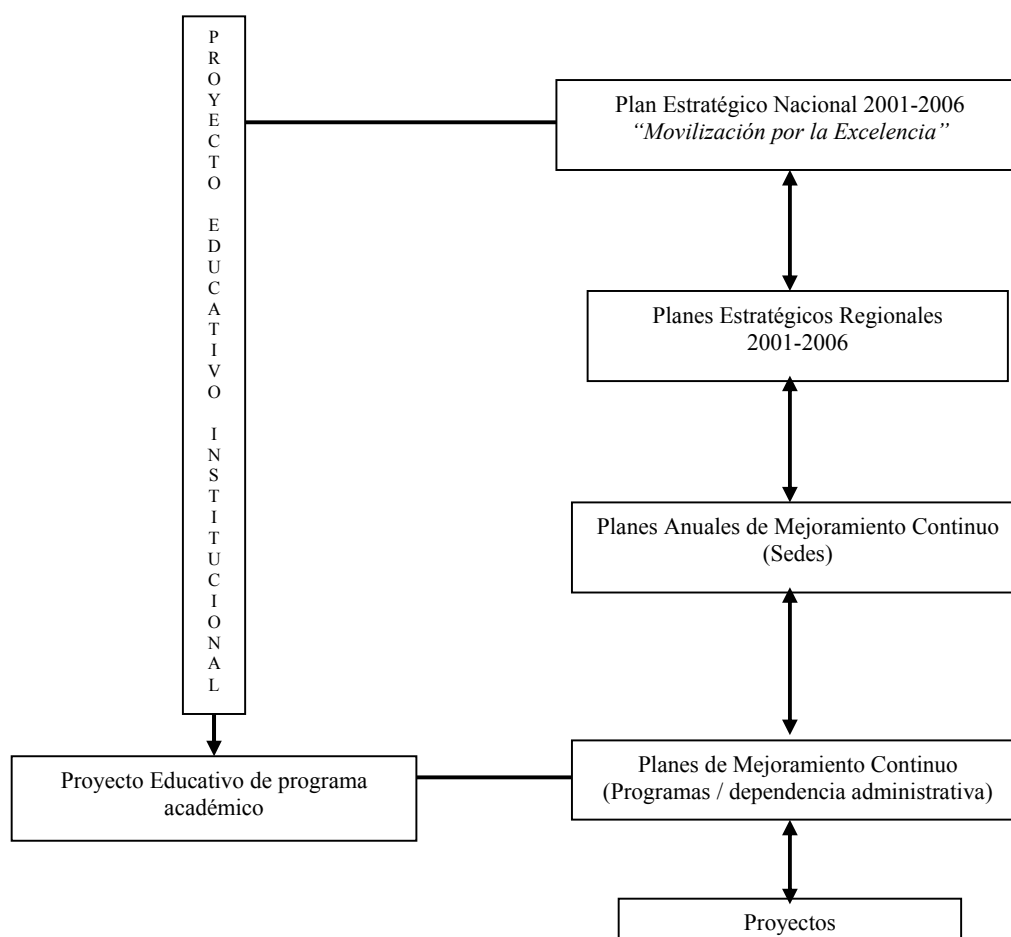 PROYECTO EDUCATIVO INSTITUCIONAL
Plan Estratégico Nacional 2001-2006
“Movilización por la Excelencia”
Planes Estratégicos Regionales
2001-2006
Planes Anuales de Mejoramiento Continuo
(Sedes)
Planes de Mejoramiento Continuo
(Programas / dependencia administrativa)
Proyecto Educativo de programa
académico
Proyectos